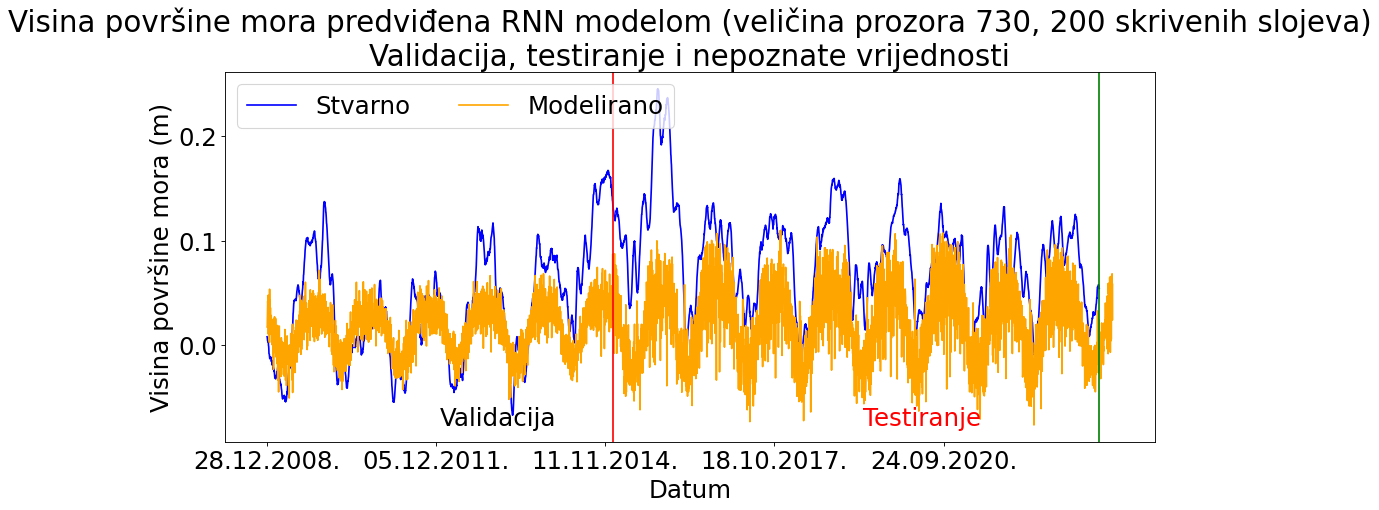 Visina površine mora predviđena RNN modelom (veličina prozora 730, 200 skrivenih slojeva)
Validacija, testiranje i nepoznate vrijednosti
Stvarno Modelirano
Visina površine mora (m)
0.2
0.1
0.0
Validacija Testiranje
28.12.2008. 05.12.2011. 11.11.2014. 18.10.2017. 24.09.2020.
Datum